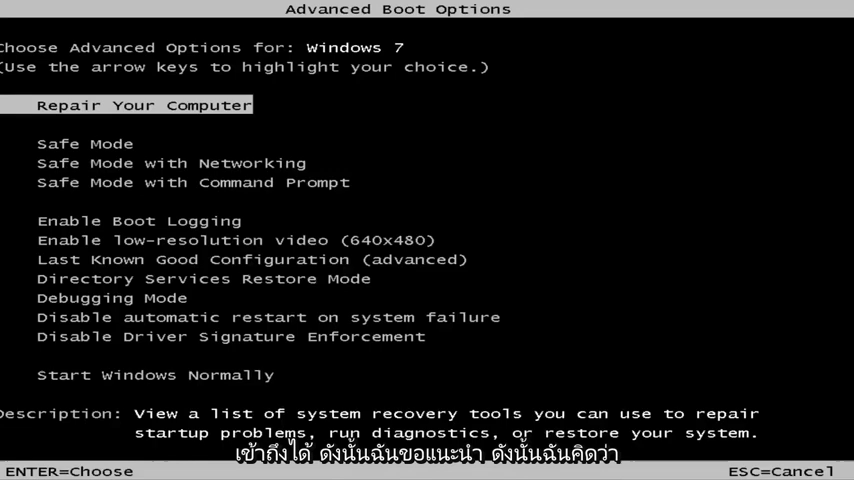 Advanced Boot Options
Choose Advanced Options for: Windows 7
(Use the arrow keys to highlight your choice.)
Repair Your Computer
Safe Mode
Safe Mode with Networking
Safe Mode with Command Prompt
Enable Boot Logging
Enable low-resolution video (640x480)
Last Known Good Configuration (advanced)
Directory Services Restore Mode
Debugging Mode
Disable automatic restart on system failure
Disable Driver Signature Enforcement
Start Windows Normally
Description: View a list of system recovery tools you can use to repair
startup problems, run diagnostics, or restore your system.
เข้าถึงได้ ดังนั้นฉันขอแนะนำ ดังนั้นฉันคิดว่า
ENTER=Choose ESC=Cancel